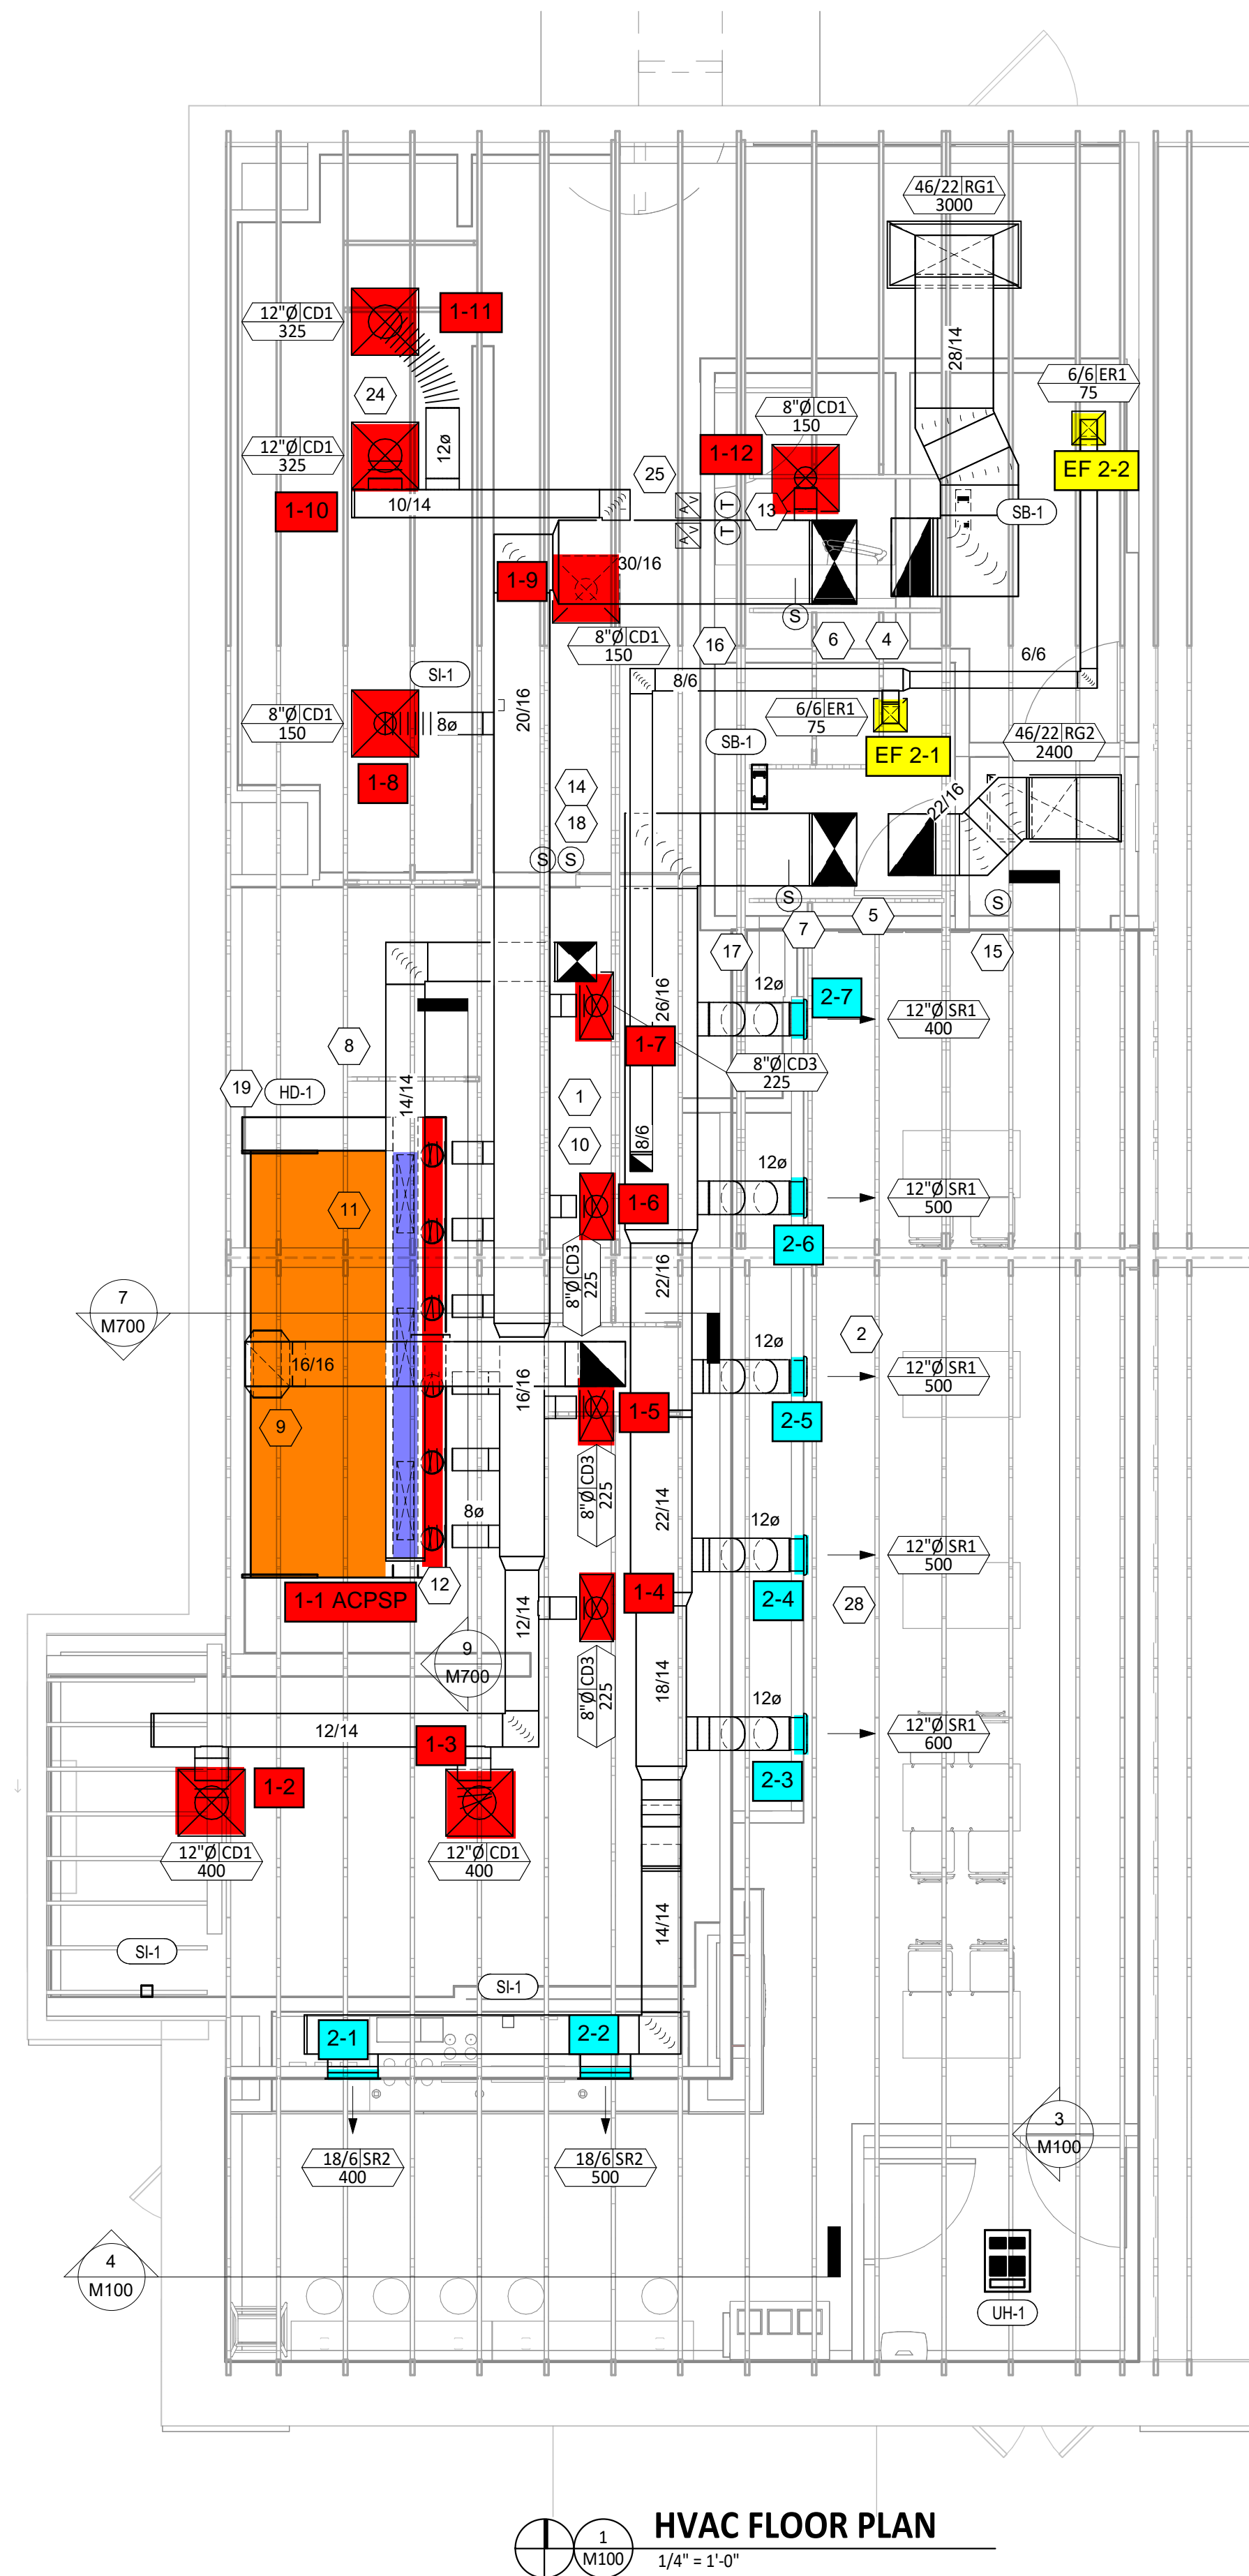 46/22 RG1
3000
1-11
12"Ø CD1
325
28/14
6/6 ER1
75
24
8"Ø CD1
150
12ø
1-12
12"Ø CD1
325
EF 2-2
25
10/14
1-10
A/V
T
13
SB-1
A/V
T
30/16
1-9
S
8"Ø CD1
150
16
6
4
6/6
SI-1
8/6
20/16
8"Ø CD1
150
8ø
6/6 ER1
75
SB-1
46/22 RG2
2400
EF 2-1
1-8
14
22/16
18
S
S
S
S
5
7
17
15
12ø
2-7
26/16
12"Ø SR1
400
8
1-7
8"Ø CD3
225
19
HD-1
14/14
1
8/6
10
12ø
11
1-6
12"Ø SR1
500
2-6
8"Ø CD3
225
22/16
7
M700
2
12ø
16/16
16/16
12"Ø SR1
500
1-5
2-5
9
8"Ø CD3
225
22/14
8ø
12ø
12"Ø SR1
500
12
1-1 ACPSP
1-4
2-4
28
12/14
9
M700
8"Ø CD3
225
18/14
12ø
12/14
1-3
12"Ø SR1
600
1-2
2-3
12"Ø CD1
400
12"Ø CD1
400
14/14
SI-1
SI-1
2-1
2-2
3
M100
18/6 SR2
400
18/6 SR2
500
4
M100
UH-1
1
M100
HVAC FLOOR PLAN
1/4" = 1'-0"